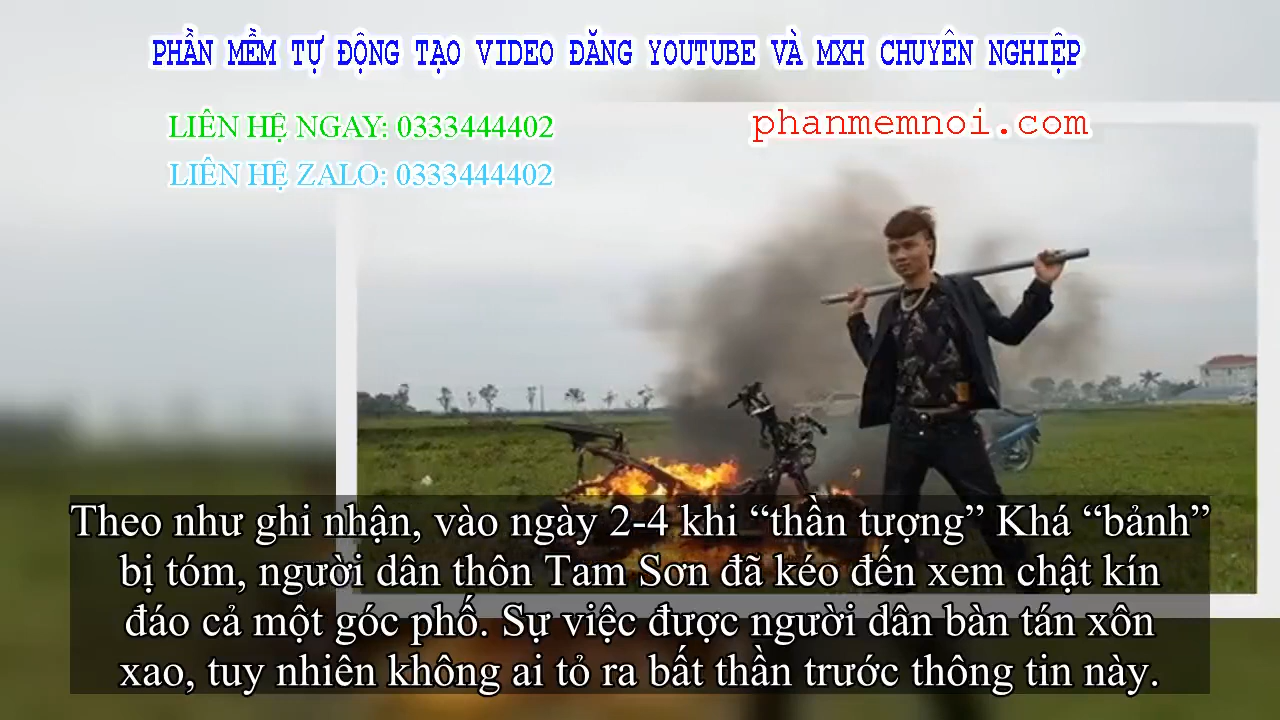 PHẦN MỀM TỰ ĐỘNG TẠO VIDEO ĐĂNG YOUTUBE VÀ MXH CHUYÊN NGHIỆP
LIÊN HỆ NGAY: 0333444402
phanmemnoi.com
LIÊN HỆ ZALO: 0333444402
Theo như ghi nhận, vào ngày 2-4 khi “thần tượng” Khá “bảnh”
bị tóm, người dân thôn Tam Sơn đã kéo đến xem chật kín
đáo cả một góc phố. Sự việc được người dân bàn tán xôn
xao, tuy nhiên không ai tỏ ra bất thần trước thông tin này.